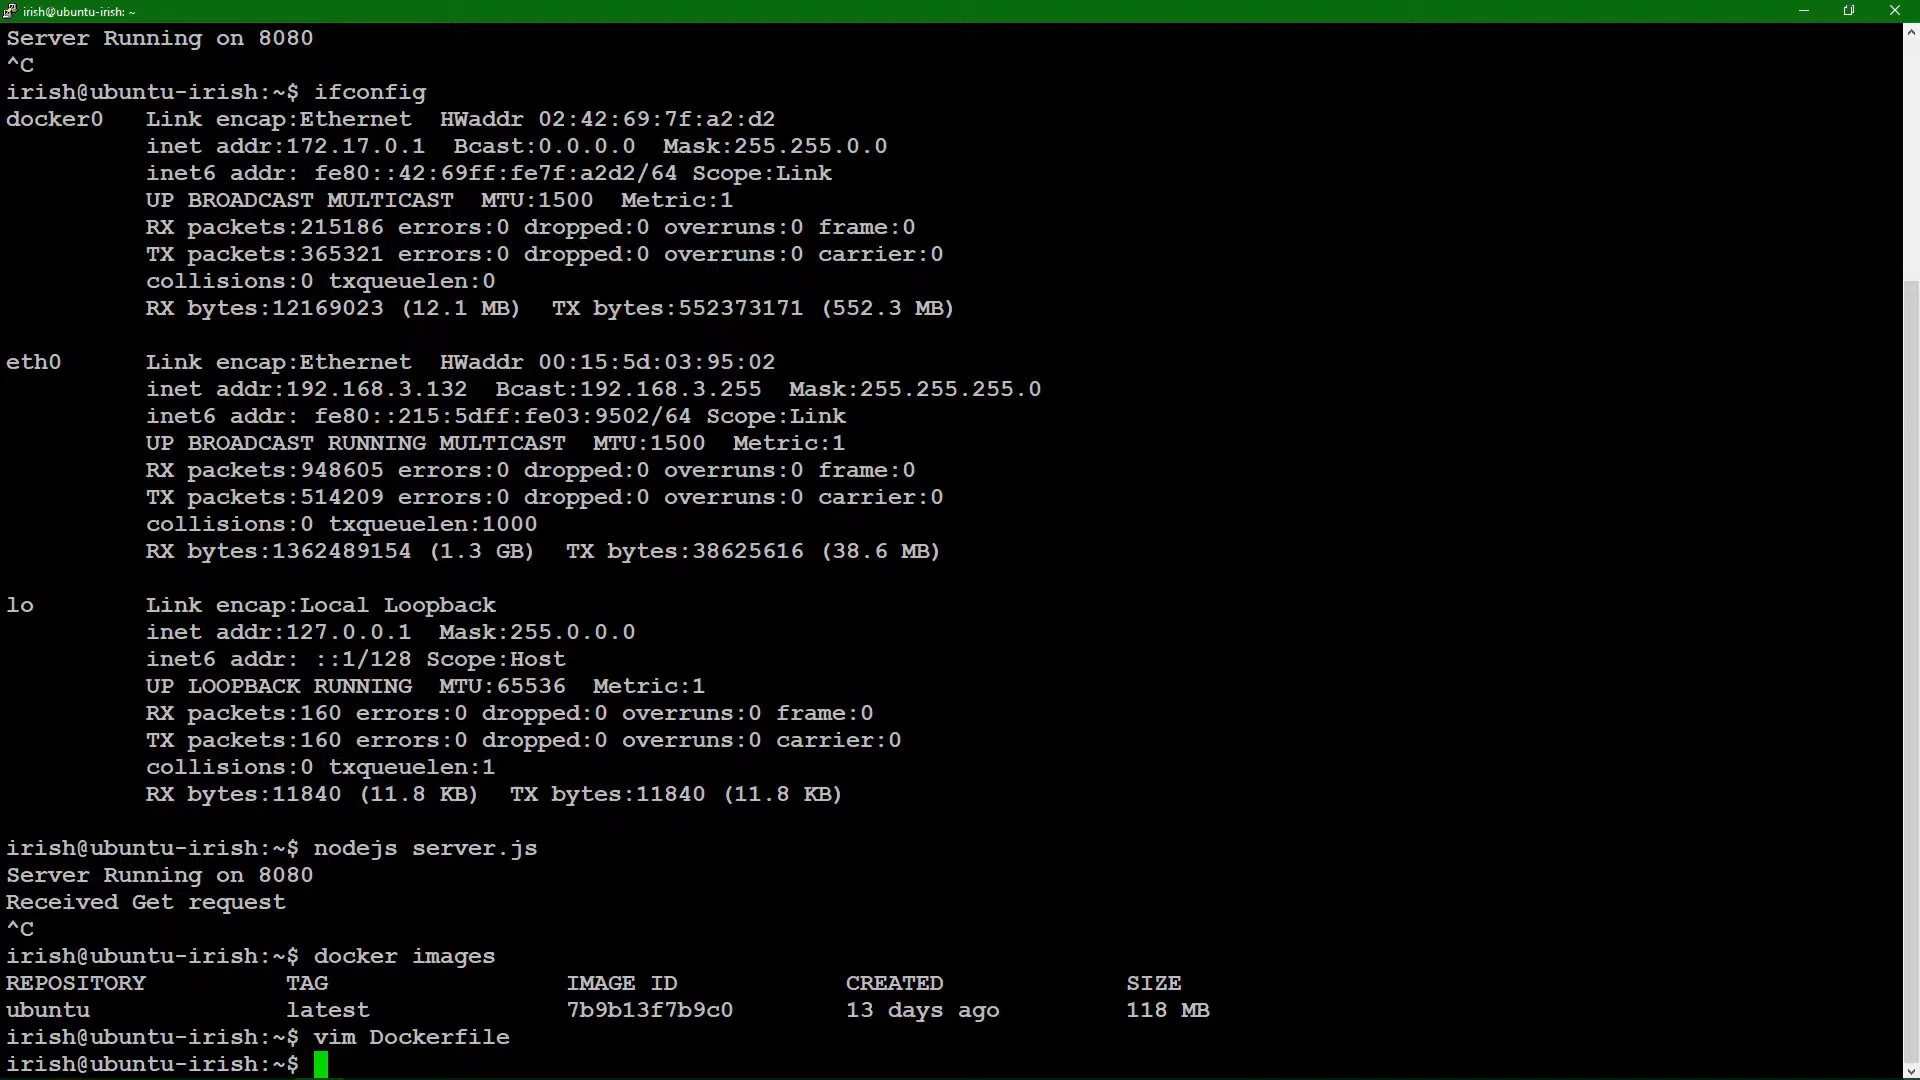 irish@ubuntu-irish: ~
Server Running on 8080
^C
irish@ubuntu-irish:~$ ifconfig
docker0   Link encap:Ethernet  HWaddr 02:42:69:7f:a2:d2
          inet addr:172.17.0.1  Bcast:0.0.0.0  Mask:255.255.0.0
          inet6 addr: fe80::42:69ff:fe7f:a2d2/64 Scope:Link
          UP BROADCAST MULTICAST  MTU:1500  Metric:1
          RX packets:215186 errors:0 dropped:0 overruns:0 frame:0
          TX packets:365321 errors:0 dropped:0 overruns:0 carrier:0
          collisions:0 txqueuelen:0
          RX bytes:12169023 (12.1 MB)  TX bytes:552373171 (552.3 MB)
eth0      Link encap:Ethernet  HWaddr 00:15:5d:03:95:02
          inet addr:192.168.3.132  Bcast:192.168.3.255  Mask:255.255.255.0
          inet6 addr: fe80::215:5dff:fe03:9502/64 Scope:Link
          UP BROADCAST RUNNING MULTICAST  MTU:1500  Metric:1
          RX packets:948605 errors:0 dropped:0 overruns:0 frame:0
          TX packets:514209 errors:0 dropped:0 overruns:0 carrier:0
          collisions:0 txqueuelen:1000
          RX bytes:1362489154 (1.3 GB)  TX bytes:38625616 (38.6 MB)
lo        Link encap:Local Loopback
          inet addr:127.0.0.1  Mask:255.0.0.0
          inet6 addr: ::1/128 Scope:Host
          UP LOOPBACK RUNNING  MTU:65536  Metric:1
          RX packets:160 errors:0 dropped:0 overruns:0 frame:0
          TX packets:160 errors:0 dropped:0 overruns:0 carrier:0
          collisions:0 txqueuelen:1
          RX bytes:11840 (11.8 KB)  TX bytes:11840 (11.8 KB)
irish@ubuntu-irish:~$ nodejs server.js
Server Running on 8080
Received Get request
^C
irish@ubuntu-irish:~$ docker images
REPOSITORY          TAG                 IMAGE ID            CREATED             SIZE
ubuntu              latest              7b9b13f7b9c0        13 days ago         118 MB
irish@ubuntu-irish:~$ vim Dockerfile
irish@ubuntu-irish:~$